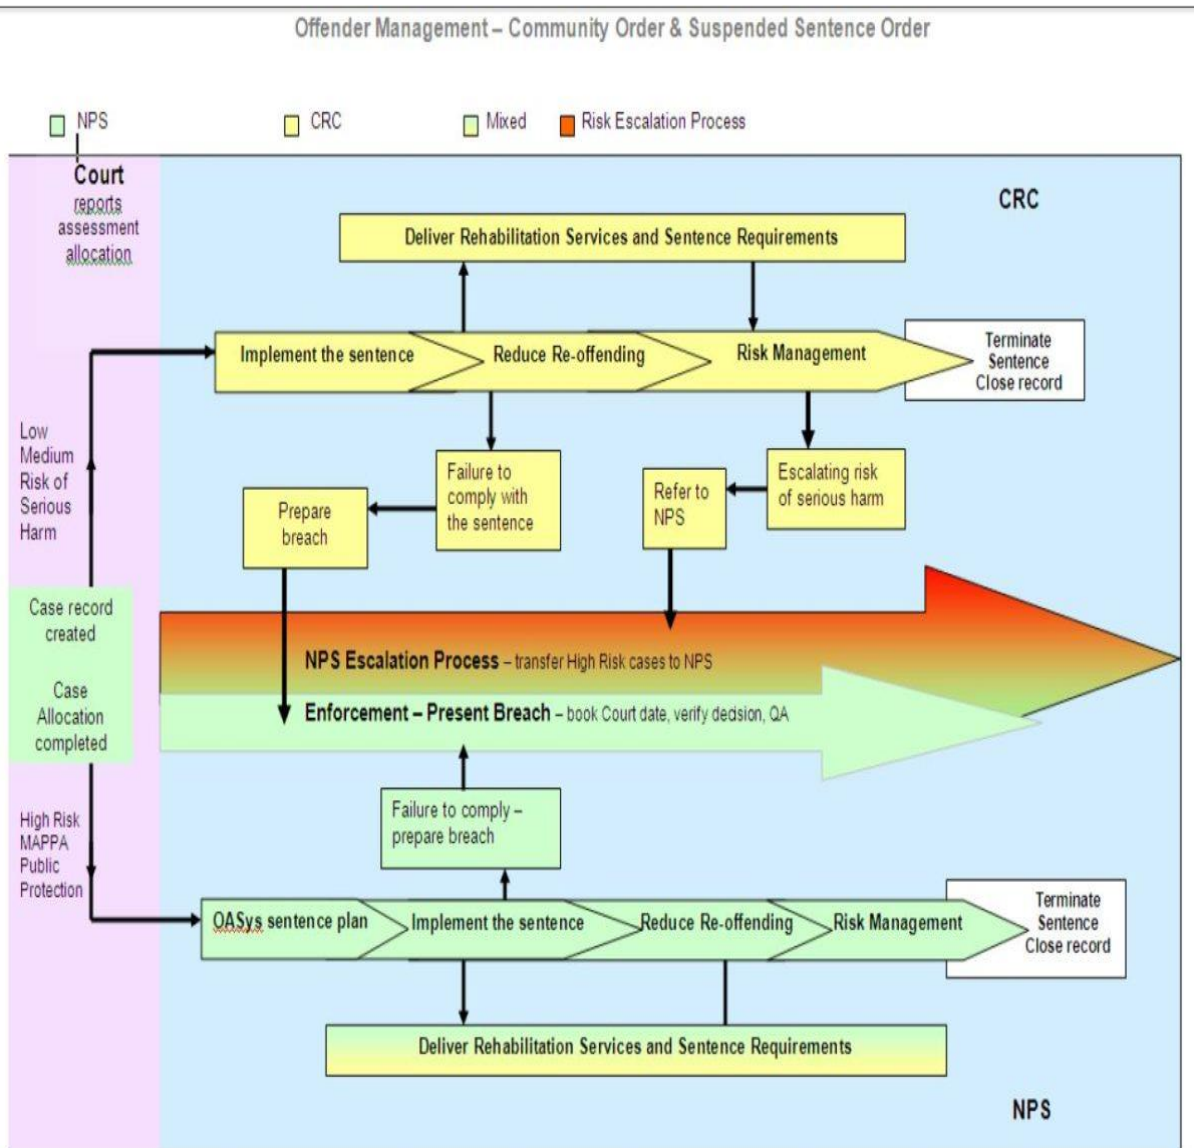 Offender Management – Community Order & Suspended Sentence Order
NPS
CRC
Mixed
Risk Escalation Process
Court
reports
assessment
allocation
CRC
Deliver Rehabilitation Services and Sentence Requirements
Implement the sentence
Reduce Re-offending
Risk Management
Terminate
Sentence
Close record
Low
Medium
Risk of
Serious
Harm
Failure to
comply with
the sentence
Prepare
breach
Escalating risk
of serious harm
Refer to
NPS
Case record
created
Case
Allocation
completed
NPS Escalation Process – transfer High Risk cases to NPS
Enforcement – Present Breach – book Court date, verify decision, QA
Failure to comply –
prepare breach
High Risk
MAPPA
Public
Protection
OASys sentence plan
Implement the sentence
Reduce Re-offending
Risk Management
Terminate
Sentence
Close record
Deliver Rehabilitation Services and Sentence Requirements
NPS